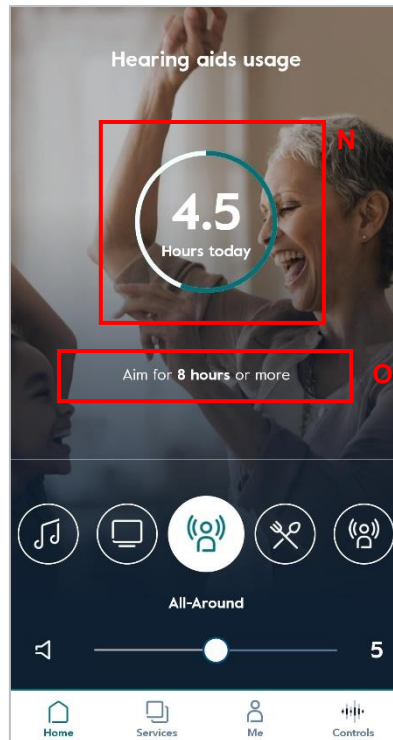 Hearing aids usage
N
4.5
Hours today
Aim for 8 hours or more
O
All-Around
5
Home Services Me Controls